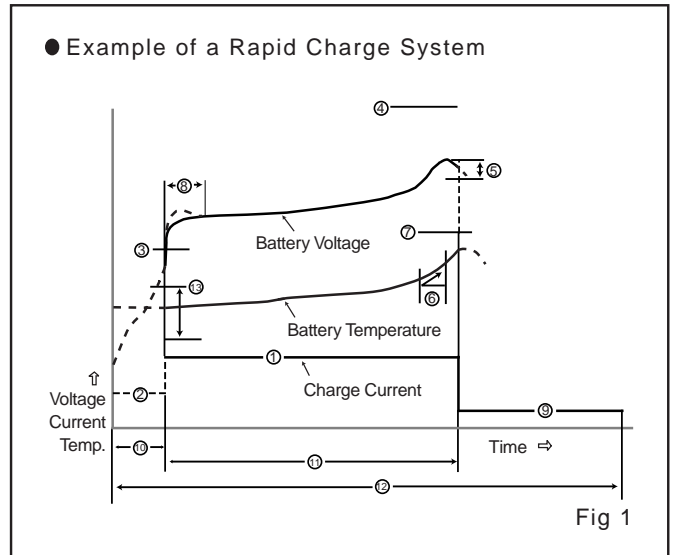 ● Example of a Rapid Charge System
④
⑤
⑧
⑦
Battery Voltage
③
⑬
⑥
Battery Temperature
①
⇧
Voltage
Current
Temp.
②
Charge Current
⑨
⑩
Time ⇨
⑪
⑫
Fig 1